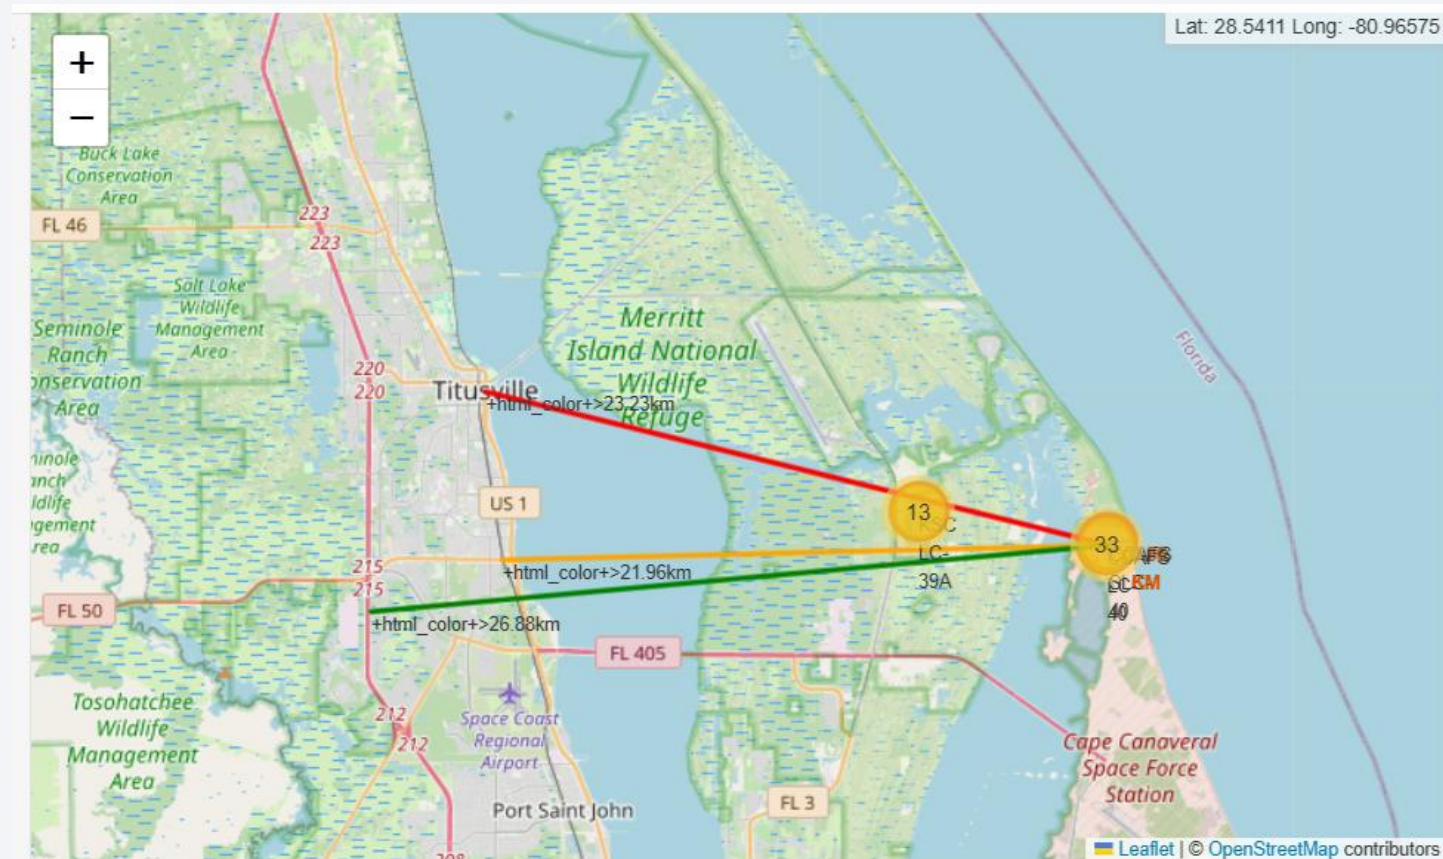 Lat: 28.5411 Long: -80.96575
+
−
Buck Lake
Conservation
Area
223
FL 46
223
Salt Lake
Wildlife
Management
Area
Seminole
Ranch
Conservation
Area
Merritt
Island National
Wildlife
Refuge
Florida
220
220
Titusville
+html_color+>23.23km
US 1
13
KSC
LC-
39A
33
40
215
215
+html_color+>21.96km
FL 50
+html_color+>26.88km
FL 405
Tosohatchee
Wildlife
Management
Area
212
212
Space Coast
Regional
Airport
Cape Canaveral
Space Force
Station
Port Saint John
FL 3
Leaflet | © OpenStreetMap contributors